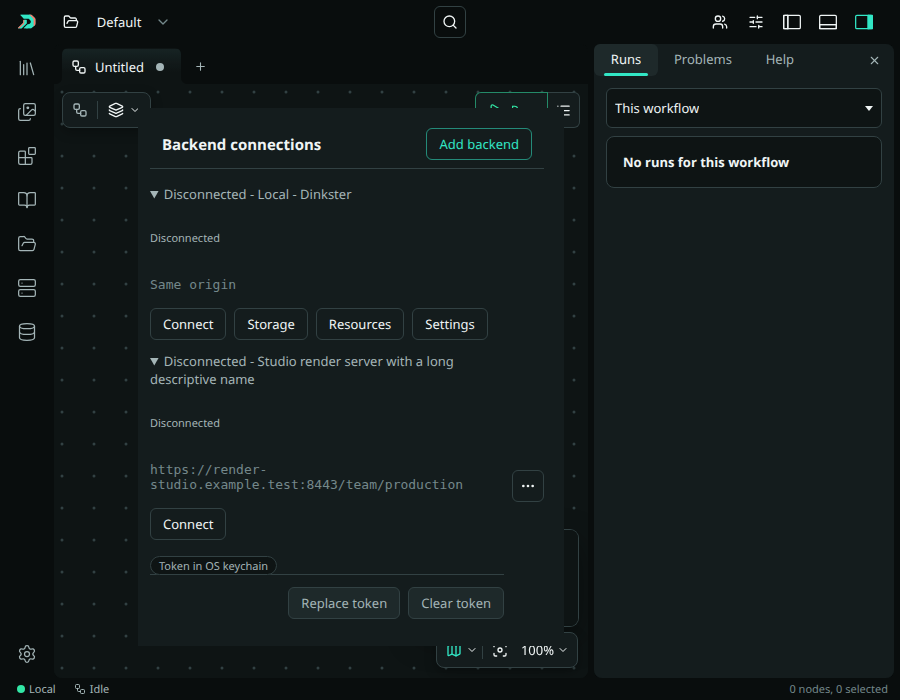 Default
Untitled
Runs
Problems
Help
This workflow
No runs for this workflow
Backend connections
Add backend
Disconnected - Local - Dinkster
Disconnected
Same origin
Connect
Storage
Resources
Settings
Disconnected - Studio render server with a long
descriptive name
Disconnected
https://render-
studio.example.test:8443/team/production
Connect
Token in OS keychain
Replace token
Clear token
100%
Local
Idle
0 nodes, 0 selected